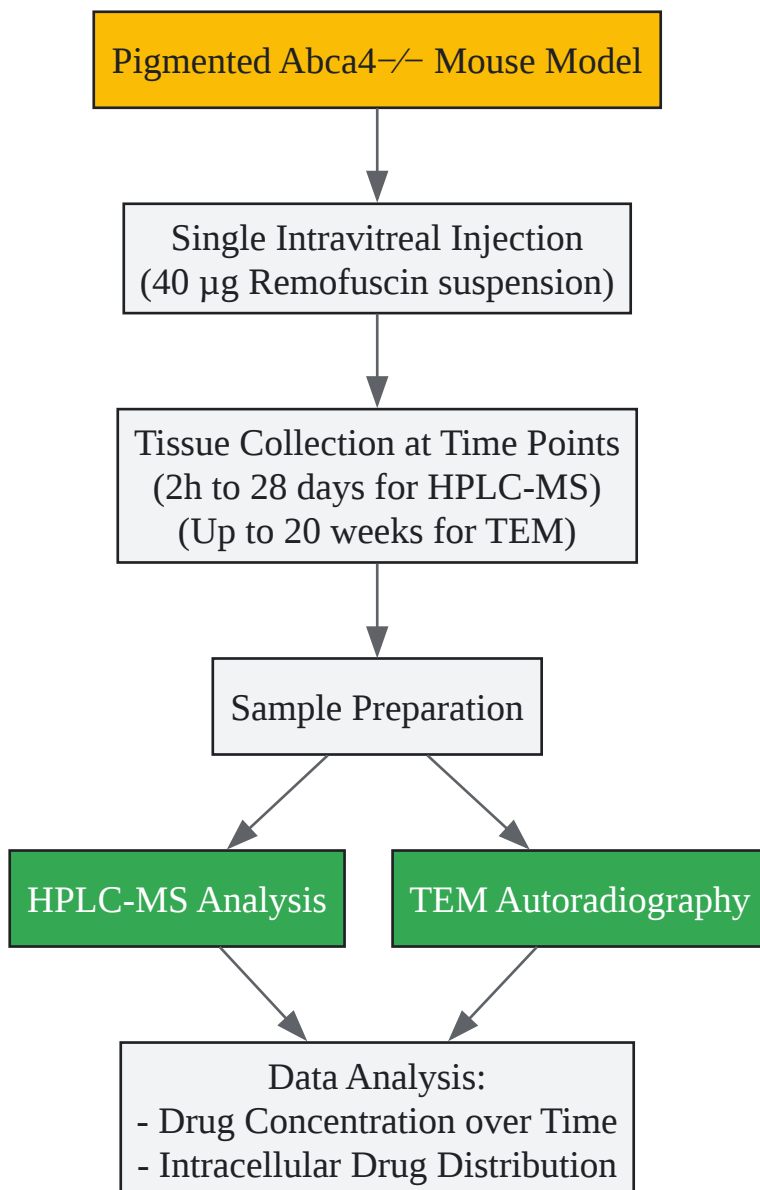 Pigmented Abca4−⁄− Mouse Model
Single Intravitreal Injection
(40 µg Remofuscin suspension)
Tissue Collection at Time Points
(2h to 28 days for HPLC-MS)
(Up to 20 weeks for TEM)
Sample Preparation
HPLC-MS Analysis
TEM Autoradiography
Data Analysis:
- Drug Concentration over Time
- Intracellular Drug Distribution